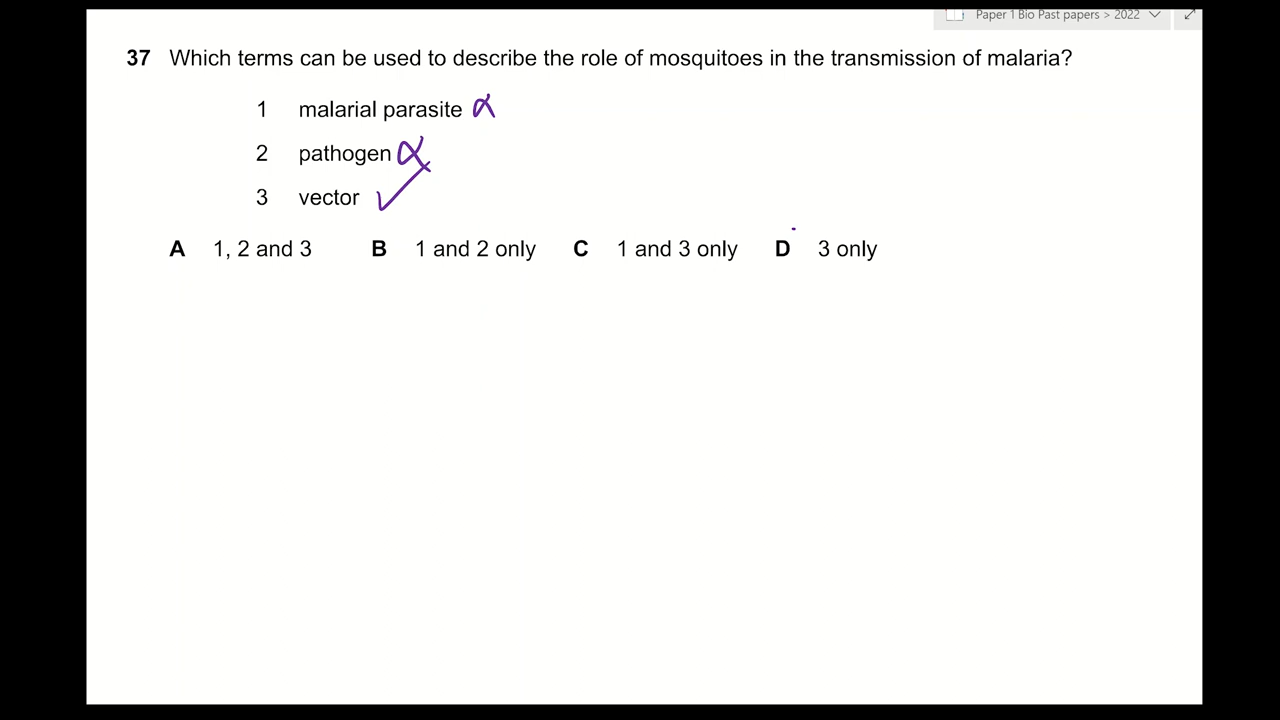 Paper 1 Bio Past papers > 2022
37 Which terms can be used to describe the role of mosquitoes in the transmission of malaria?
1 malarial parasite
2 pathogen
3 vector
A 1, 2 and 3 B 1 and 2 only C 1 and 3 only D 3 only